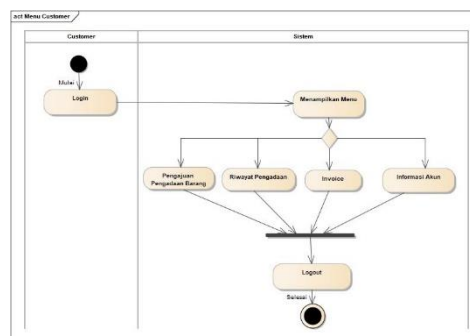 act Menu Customer
Customer
Sistem
Mulai
Login
Menampilkan Menu
Pengajuan
Pengadaan Barang
Riwayat Pengadaan
Invoice
Informasi Akun
Logout
Selesai